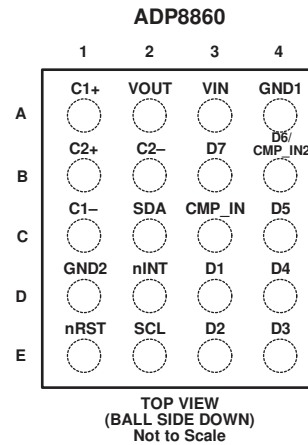 ADP8860
1 2 3 4
A C1+ VOUT VIN GND1
D6/
B C2+ C2– D7 CMP_IN2
C C1– SDA CMP_IN D5
D GND2 nINT D1 D4
E nRST SCL D2 D3
TOP VIEW
(BALL SIDE DOWN)
Not to Scale